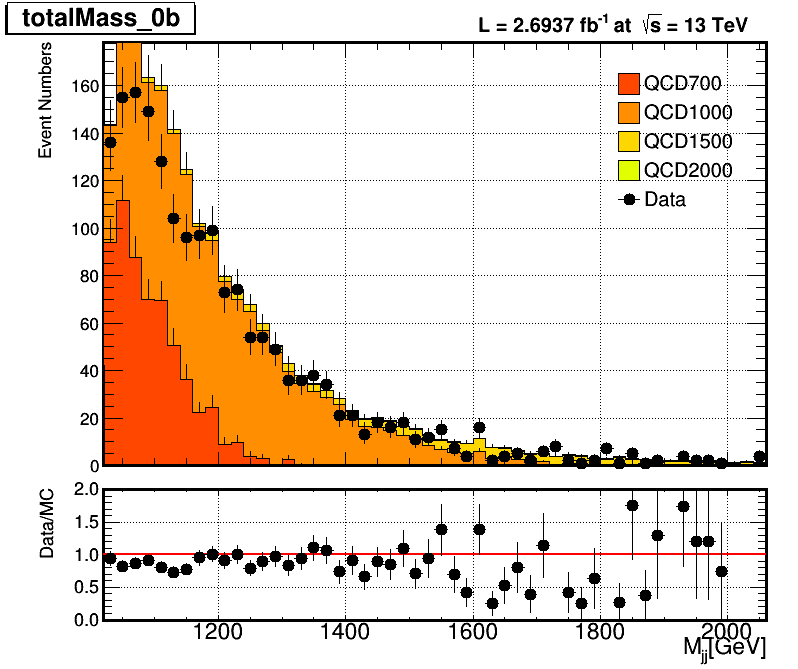 totalMass_0b
L = 2.6937 fb-1 at √s = 13 TeV
Event Numbers
160
140
120
100
80
60
40
20
0
QCD700
QCD1000
QCD1500
QCD2000
Data
Data/MC
2.0
1.5
1.0
0.5
0.0
1200 1400 1600 1800 2000
Mjj[GeV]